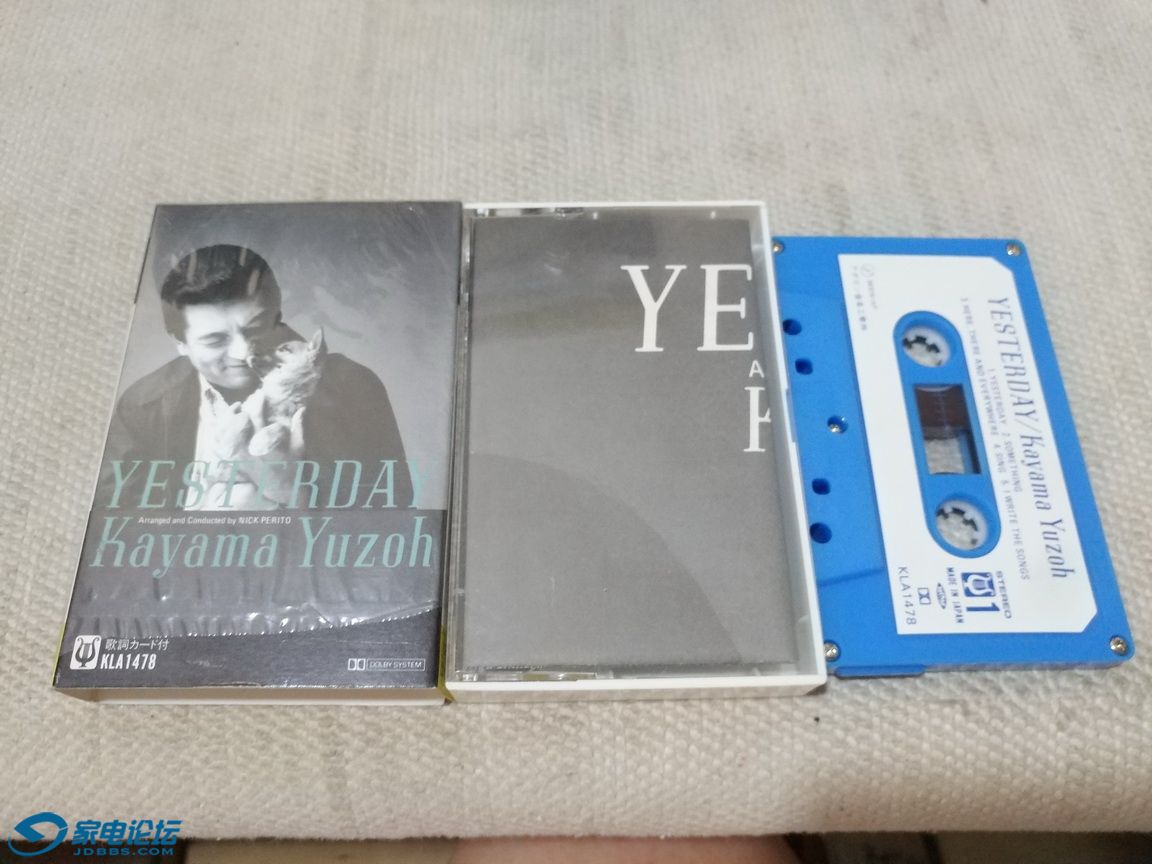 YESTERDAY
Arranged and Conducted by NICK PERITO
Kayama Yuzoh
歌詞カード付
KLA1478
DOLBY SYSTEM
YE
A
K
YESTERDAY/Kayama Yuzoh
1. YESTERDAY 2. SOMETHING
3. HERE THERE AND EVERYWHERE 4. SING 5. I WRITE THE SONGS
STEREO
1
MADE IN JAPAN
KLA1478
家电论坛
JDBBS.COM